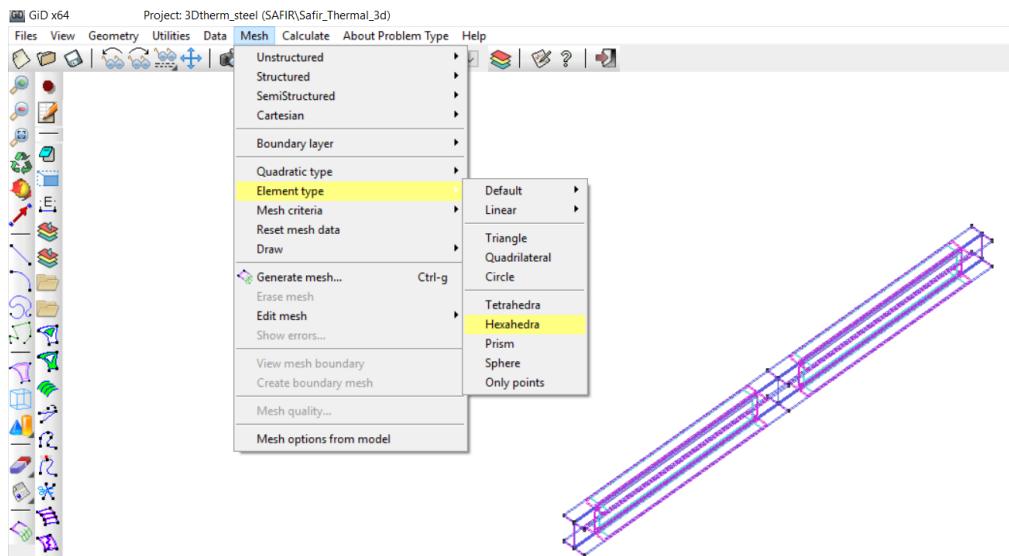 GiD GiD x64 Project: 3Dtherm_steel (SAFIR\Safir_Thermal_3d)
Files View Geometry Utilities Data Mesh Calculate About Problem Type Help
Unstructured
Structured
SemiStructured
Cartesian
Boundary layer
Quadratic type
Element type
Mesh criteria
Reset mesh data
Draw
Generate mesh... Ctrl-g
Erase mesh
Edit mesh
Show errors...
View mesh boundary
Create boundary mesh
Mesh quality...
Mesh options from model
Default
Linear
Triangle
Quadrilateral
Circle
Tetrahedra
Hexahedra
Prism
Sphere
Only points
:E: